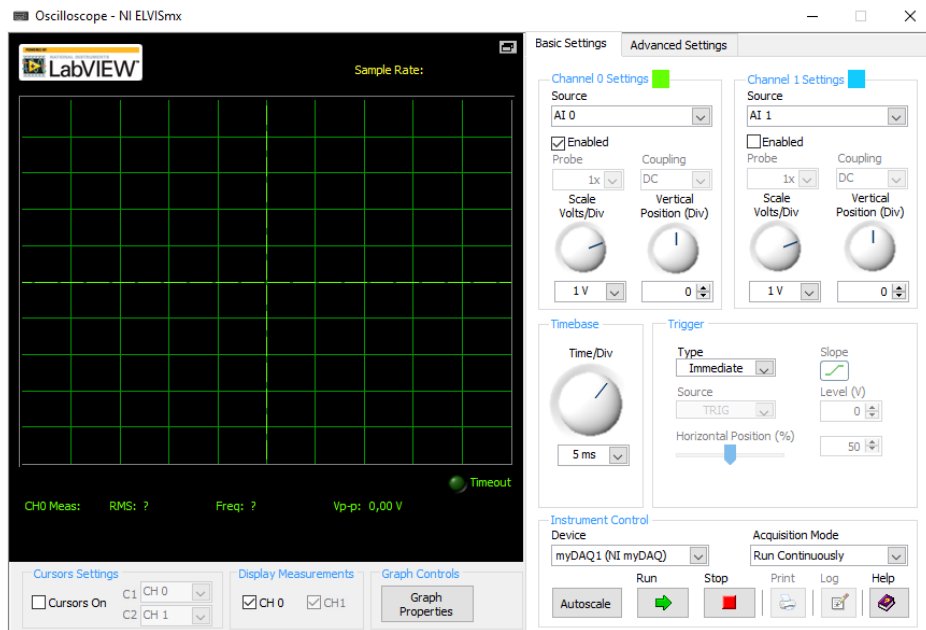 Oscilloscope - NI ELVISmx
LabVIEW
Sample Rate:
Timeout
CH0 Meas: RMS: ? Freq: ? Vp-p: 0,00 V
Cursors Settings
Cursors On
C1 CH 0
C2 CH 1
Display Measurements
CH 0 CH1
Graph Controls
Graph
Properties
Basic Settings Advanced Settings
Channel 0 Settings
Source
AI 0
Enabled
Probe Coupling
1x DC
Scale Vertical
Volts/Div Position (Div)
1 V 0
Channel 1 Settings
Source
AI 1
Enabled
Probe Coupling
1x DC
Scale Vertical
Volts/Div Position (Div)
1 V 0
Timebase
Time/Div
5 ms
Trigger
Type Slope
Immediate
Source Level (V)
TRIG 0
Horizontal Position (%)
50
Instrument Control
Device Acquisition Mode
myDAQ1 (NI myDAQ) Run Continuously
Run Stop Print Log Help
Autoscale